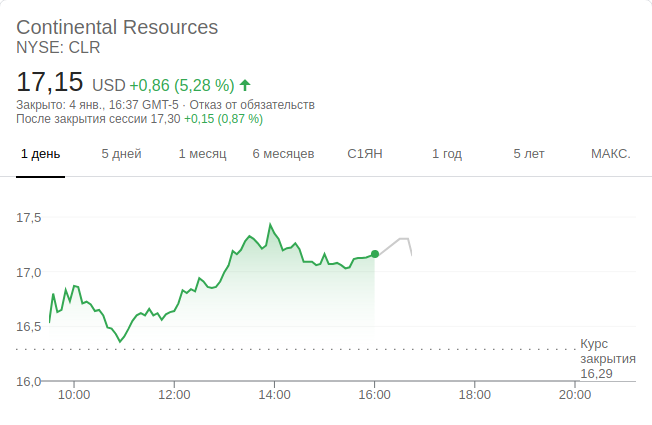 Continental Resources
NYSE: CLR
17,15 USD +0,86 (5,28 %)
Закрыто: 4 янв., 16:37 GMT-5 · Отказ от обязательств
После закрытия сессии 17,30 +0,15 (0,87 %)
1 день 5 дней 1 месяц 6 месяцев С1ЯН 1 год 5 лет МАКС.
17,5
17,0
16,5
Курс
закрытия
16,29
16,0
10:00 12:00 14:00 16:00 18:00 20:00